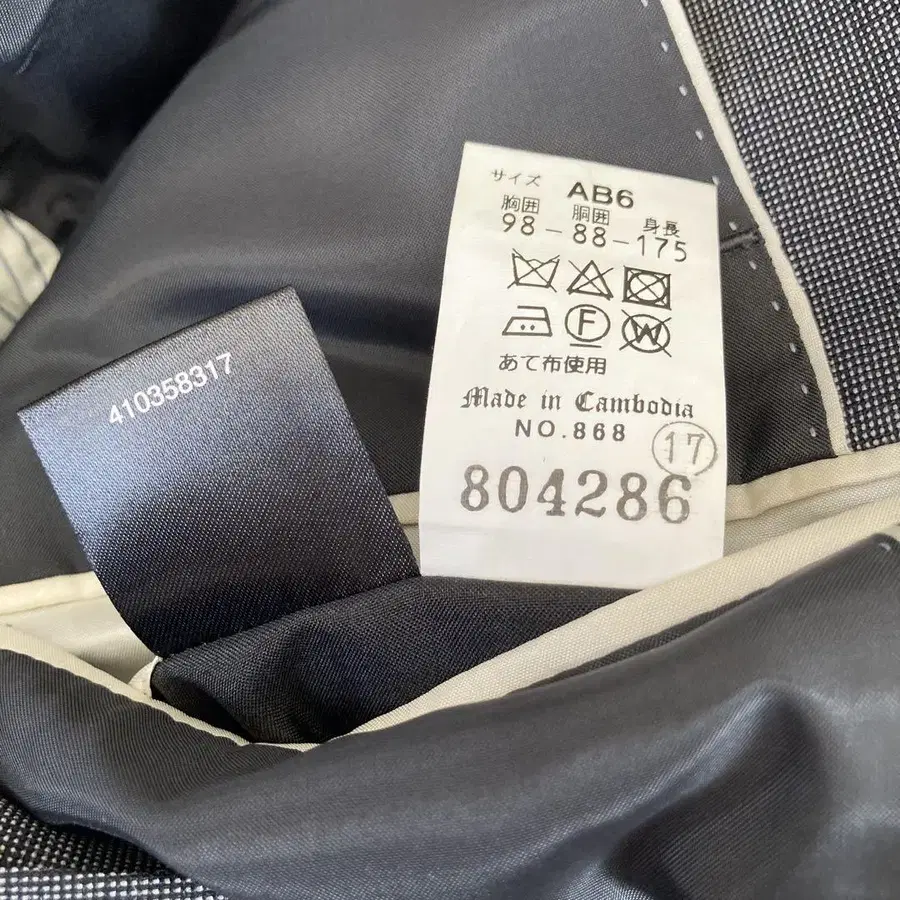 サイズ AB6
胸囲 胴囲 身長
98-88-175
F W
あて布使用
Made in Cambodia
NO.868
17
804286
410358317